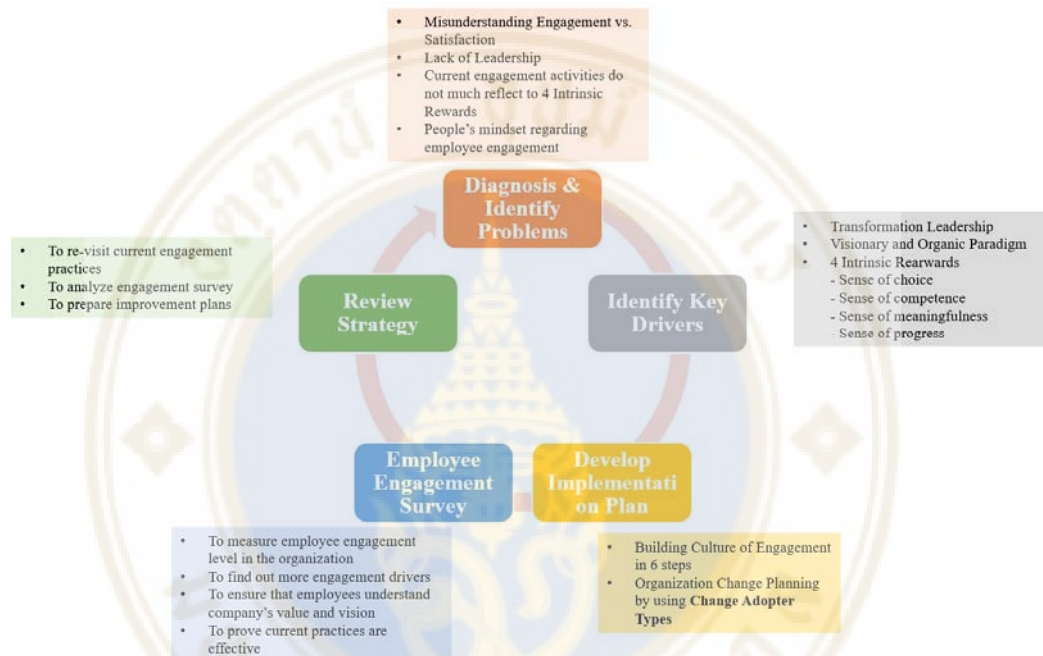 • Misunderstanding Engagement vs.
Satisfaction
• Lack of Leadership
• Current engagement activities do
not much reflect to 4 Intrinsic
Rewards
• People's mindset regarding
employee engagement
Diagnosis &
Identify
Problems
• Transformation Leadership
• Visionary and Organic Paradigm
• 4 Intrinsic Rearwards
- Sense of choice
- Sense of competence
- Sense of meaningfulness
- Sense of progress
Identify Key
Drivers
Develop
Implementati
on Plan
• Building Culture of Engagement
in 6 steps
• Organization Change Planning
by using Change Adopter
Types
Employee
Engagement
Survey
• To measure employee engagement
level in the organization
• To find out more engagement drivers
• To ensure that employees understand
company's value and vision
• To prove current practices are
effective
Review
Strategy
• To re-visit current engagement
practices
• To analyze engagement survey
• To prepare improvement plans